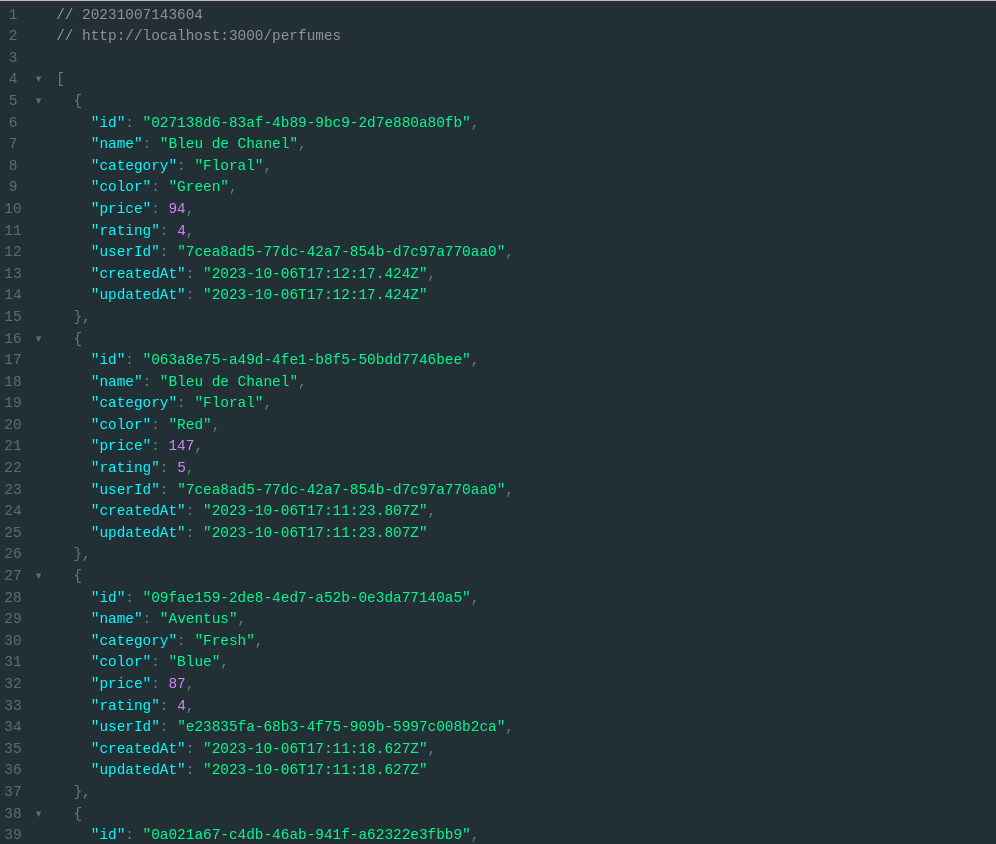 1 // 20231007143604
2 // http://localhost:3000/perfumes
3
4 ▼ [
5 ▼   {
6       "id": "027138d6-83af-4b89-9bc9-2d7e880a80fb",
7       "name": "Bleu de Chanel",
8       "category": "Floral",
9       "color": "Green",
10       "price": 94,
11       "rating": 4,
12       "userId": "7cea8ad5-77dc-42a7-854b-d7c97a770aa0",
13       "createdAt": "2023-10-06T17:12:17.424Z",
14       "updatedAt": "2023-10-06T17:12:17.424Z"
15     },
16 ▼   {
17       "id": "063a8e75-a49d-4fe1-b8f5-50bdd7746bee",
18       "name": "Bleu de Chanel",
19       "category": "Floral",
20       "color": "Red",
21       "price": 147,
22       "rating": 5,
23       "userId": "7cea8ad5-77dc-42a7-854b-d7c97a770aa0",
24       "createdAt": "2023-10-06T17:11:23.807Z",
25       "updatedAt": "2023-10-06T17:11:23.807Z"
26     },
27 ▼   {
28       "id": "09fae159-2de8-4ed7-a52b-0e3da77140a5",
29       "name": "Aventus",
30       "category": "Fresh",
31       "color": "Blue",
32       "price": 87,
33       "rating": 4,
34       "userId": "e23835fa-68b3-4f75-909b-5997c008b2ca",
35       "createdAt": "2023-10-06T17:11:18.627Z",
36       "updatedAt": "2023-10-06T17:11:18.627Z"
37     },
38 ▼   {
39       "id": "0a021a67-c4db-46ab-941f-a62322e3fbb9",